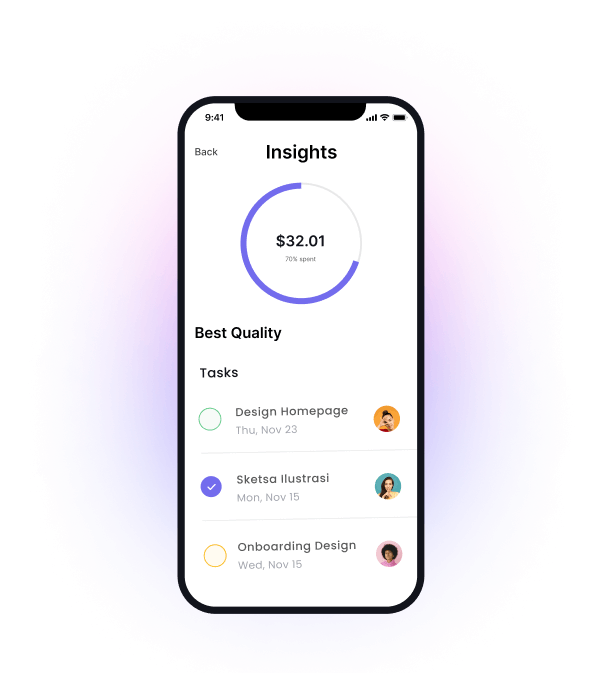 9:41
Back
Insights
$32.01
70% spent
Best Quality
Tasks
Design Homepage
Thu, Nov 23
Sketsa Ilustrasi
Mon, Nov 15
Onboarding Design
Wed, Nov 15